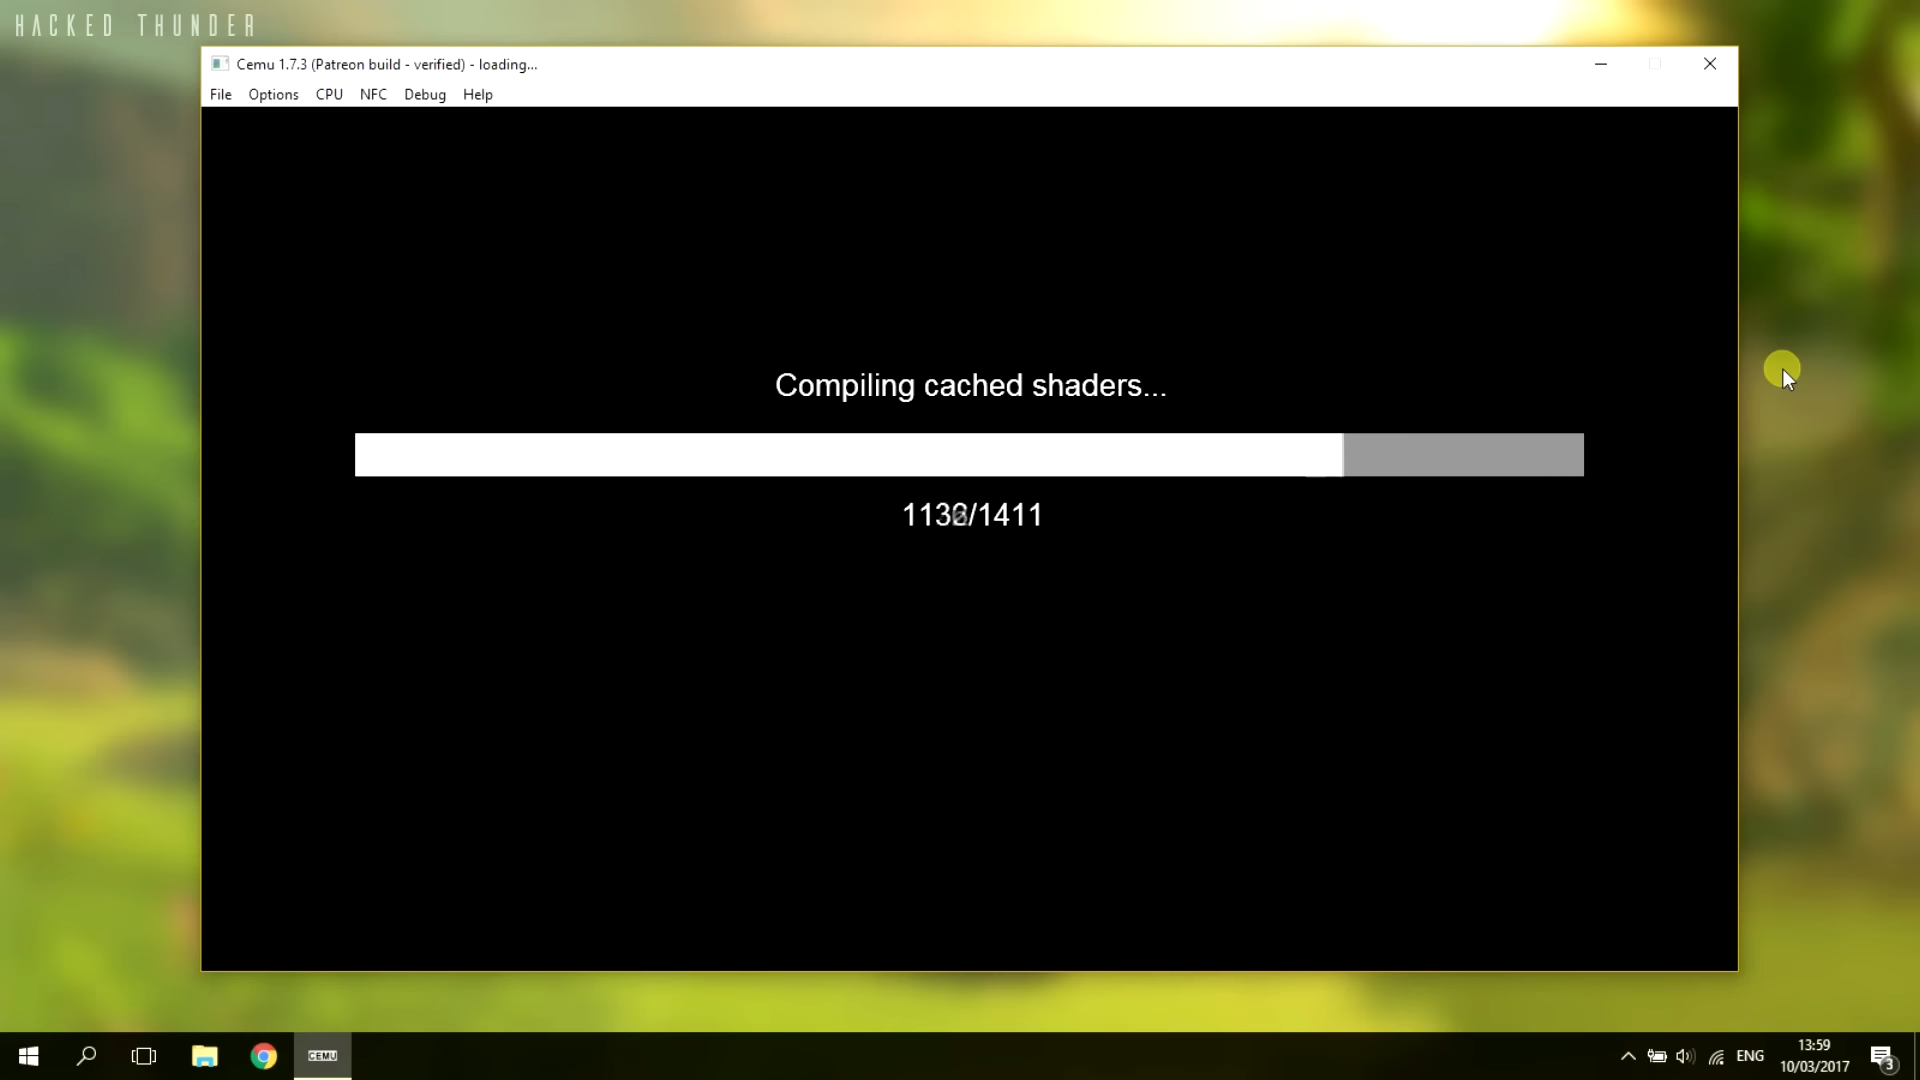 HACKED THUNDER
Cemu 1.7.3 (Patreon build - verified) - loading...
File Options CPU NFC Debug Help
Compiling cached shaders...
/1411
CEMU
ENG
13:59
10/03/2017
3